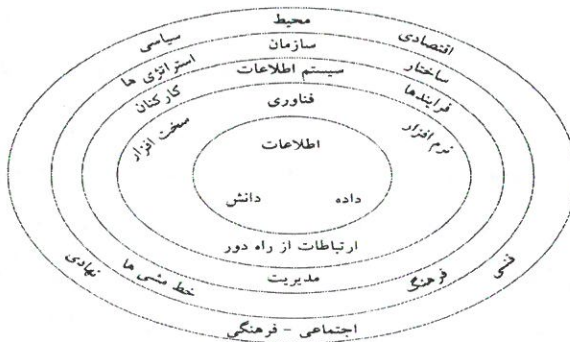 محیط
اقتصادی
سیاسی
سازمان
ساختار
استراتژی ها
سیستم اطلاعات
فرایندها
کارکنان
فناوری
نرم افزار
سخت افزار
اطلاعات
داده
دانش
ارتباطات از راه دور
مدیریت
فرهنگ
خط مشی ها
فنی
نهادی
اجتماعی - فرهنگی